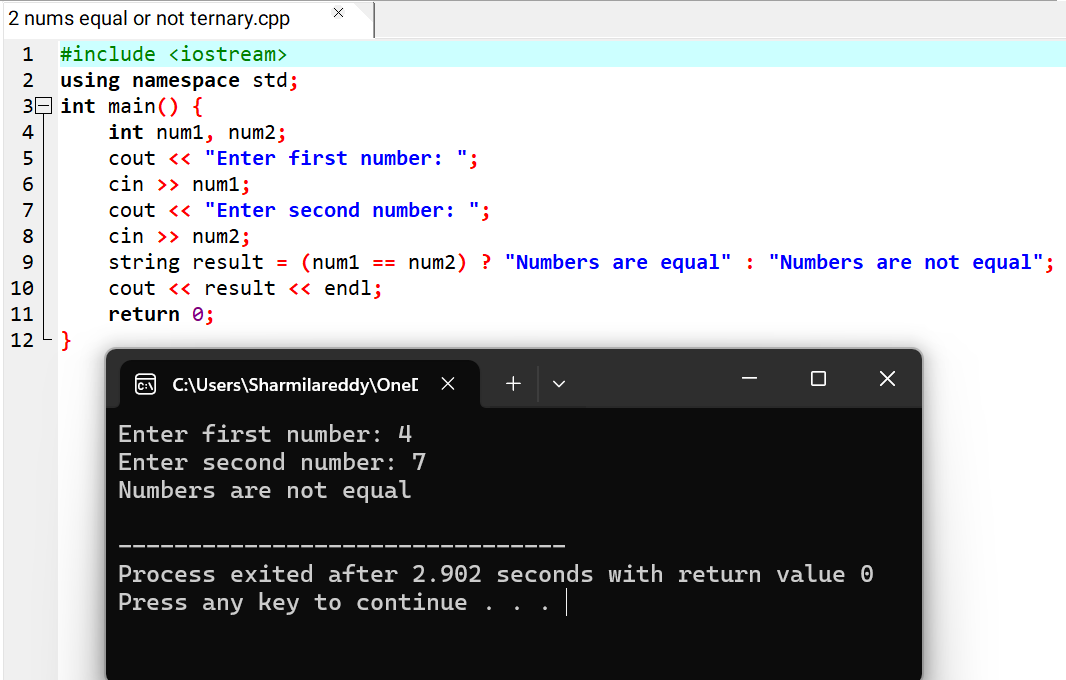 2 nums equal or not ternary.cpp
1 #include <iostream>
2 using namespace std;
3 int main() {
4 int num1, num2;
5 cout << "Enter first number: ";
6 cin >> num1;
7 cout << "Enter second number: ";
8 cin >> num2;
9 string result = (num1 == num2) ? "Numbers are equal" : "Numbers are not equal";
10 cout << result << endl;
11 return 0;
12 }
C:\Users\Sharmilareddy\OneD
Enter first number: 4
Enter second number: 7
Numbers are not equal
--------------------------------
Process exited after 2.902 seconds with return value 0
Press any key to continue . . .